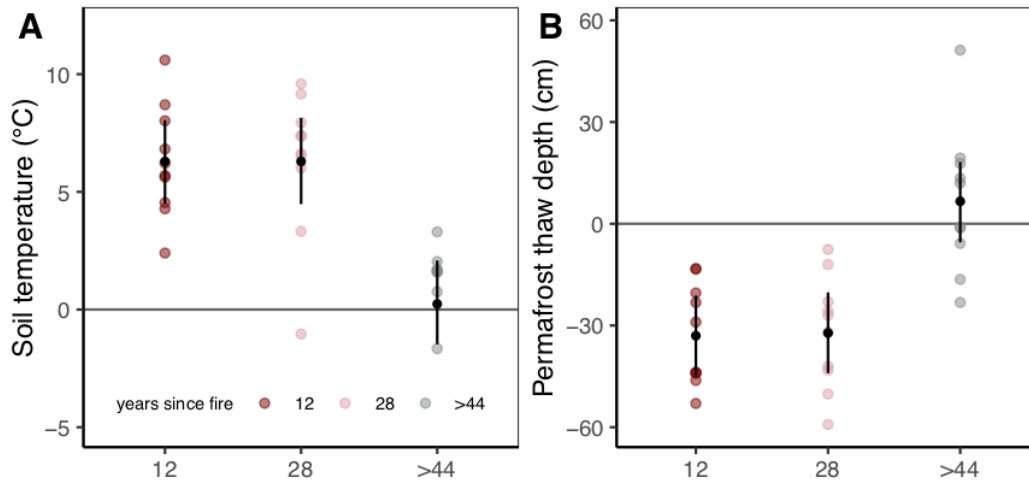 A
Soil temperature (°C)
10
5
0
−5
years since fire 12 28 >44
12 28 >44
B
Permafrost thaw depth (cm)
60
30
0
−30
−60
12 28 >44